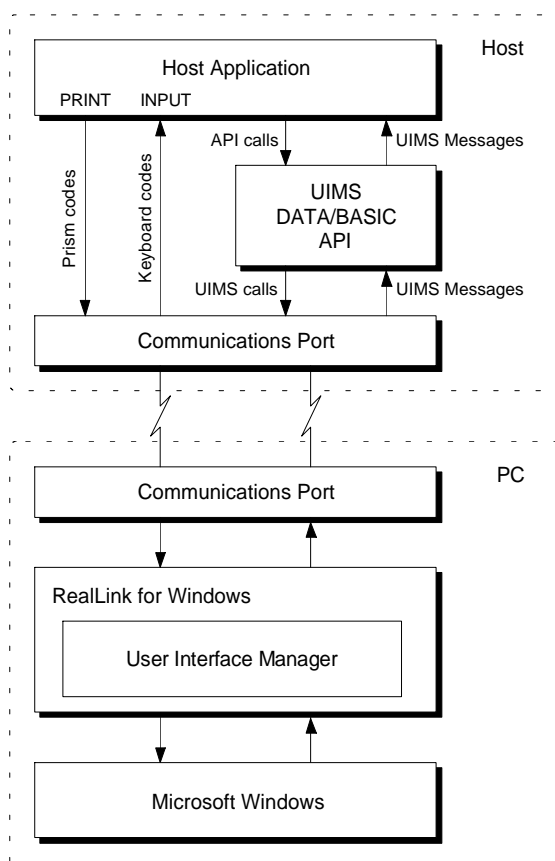 Host
Host Application
PRINT INPUT
API calls
UIMS Messages
Prism codes
Keyboard codes
UIMS
DATA/BASIC
API
UIMS calls
UIMS Messages
Communications Port
PC
Communications Port
RealLink for Windows
User Interface Manager
Microsoft Windows